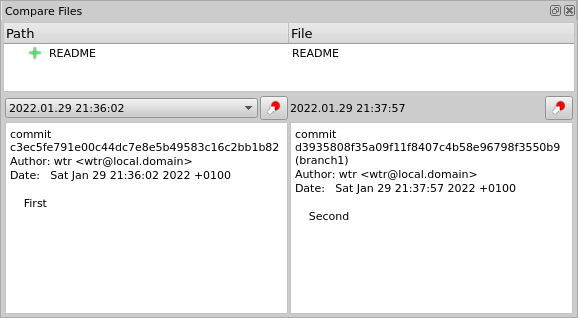 Compare Files
Path File
README README
2022.01.29 21:36:02 2022.01.29 21:37:57
commit
c3ec5fe791e00c44dc7e8e5b49583c16c2bb1b82
Author: wtr <wtr@local.domain>
Date:   Sat Jan 29 21:36:02 2022 +0100
First
commit
d3935808f35a09f11f8407c4b58e96798f3550b9
(branch1)
Author: wtr <wtr@local.domain>
Date:   Sat Jan 29 21:37:57 2022 +0100
Second